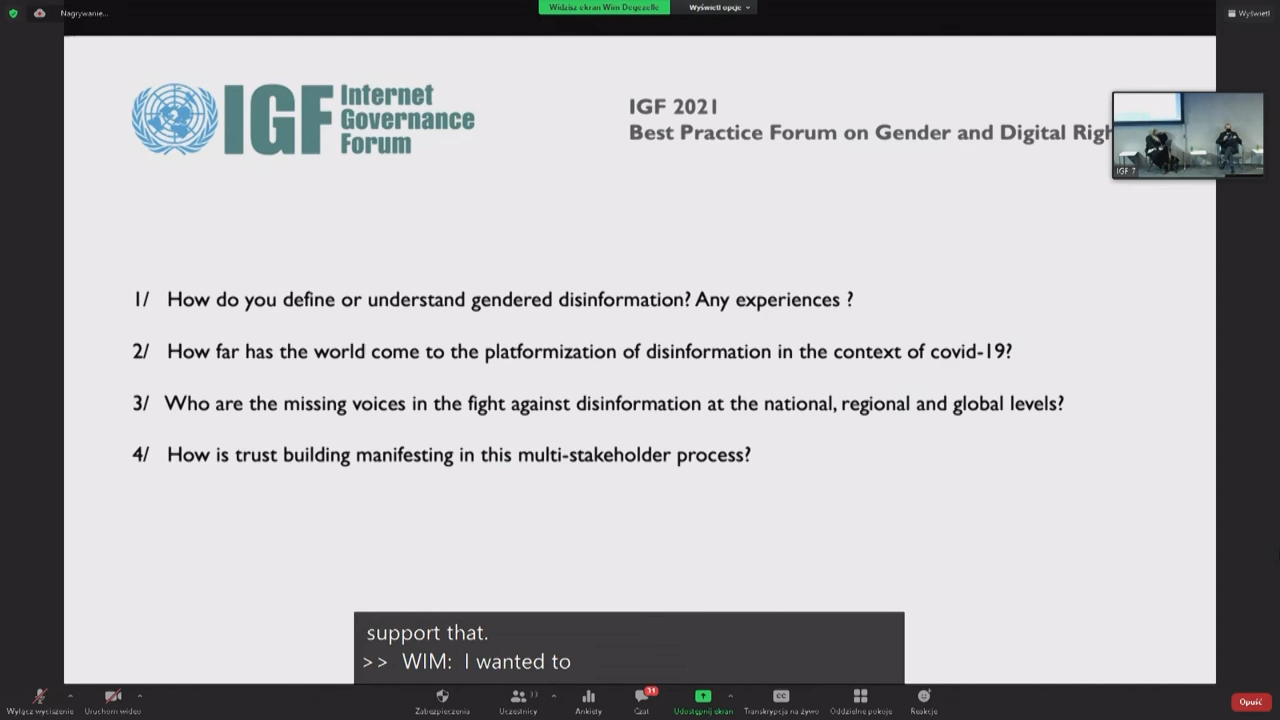 Nagrywanie...
Widzisz ekran Wim Degezelle
Wyświetl opcje
Wyświetl
IGF
Internet
Governance
Forum
IGF 2021
Best Practice Forum on Gender and Digital Righ
IGF 7
1/ How do you define or understand gendered disinformation? Any experiences ?
2/ How far has the world come to the platformization of disinformation in the context of covid-19?
3/ Who are the missing voices in the fight against disinformation at the national, regional and global levels?
4/ How is trust building manifesting in this multi-stakeholder process?
support that.
>> WIM: I wanted to
Wyłącz wyciszenie
Uruchom wideo
Zabezpieczenia
Uczestnicy
Ankiety
31
Czat
Udostępnij ekran
CC
Transkrypcja na żywo
Oddzielne pokoje
Reakcje
Opuść